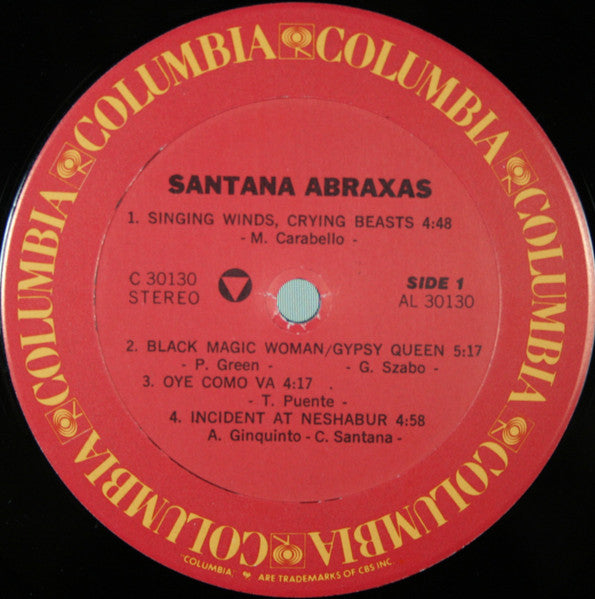 COLUMBIA COLUMBIA COLUMBIA COLUMBIA COLUMBIA COLUMBIA
SANTANA ABRAXAS
1. SINGING WINDS, CRYING BEASTS 4:48
- M. Carabello -
C 30130 SIDE 1
STEREO AL 30130
2. BLACK MAGIC WOMAN/GYPSY QUEEN 5:17
- P. Green - - G. Szabo -
3. OYE COMO VA 4:17
- T. Puente -
4. INCIDENT AT NESHABUR 4:58
A. Ginquinto - C. Santana -
"COLUMBIA," ARE TRADEMARKS OF CBS INC.